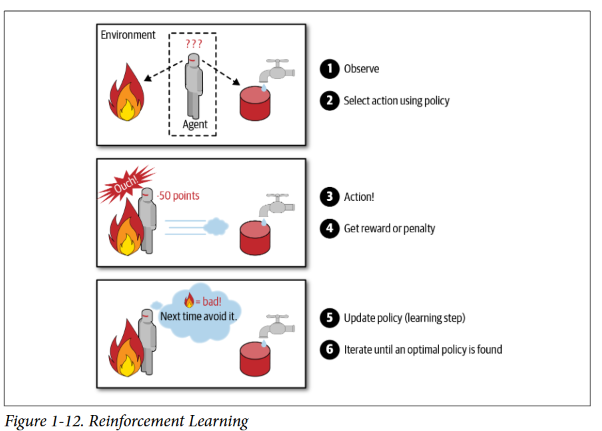 Environment
???
Agent
1 Observe
2 Select action using policy
Ouch!
-50 points
3 Action!
4 Get reward or penalty
= bad!
Next time avoid it.
5 Update policy (learning step)
6 Iterate until an optimal policy is found
Figure 1-12. Reinforcement Learning